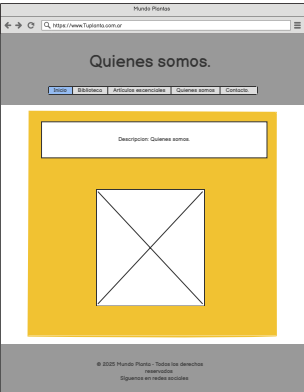 Mundo Plantas
https://www.Tuplanta.com.ar
Quienes somos.
Inicio Biblioteca Articulos escenciales Quienes somos Contacto.
Descripcion: Quienes somos.
© 2025 Mundo Planta - Todos los derechos
reservados
Siguenos en redes sociales